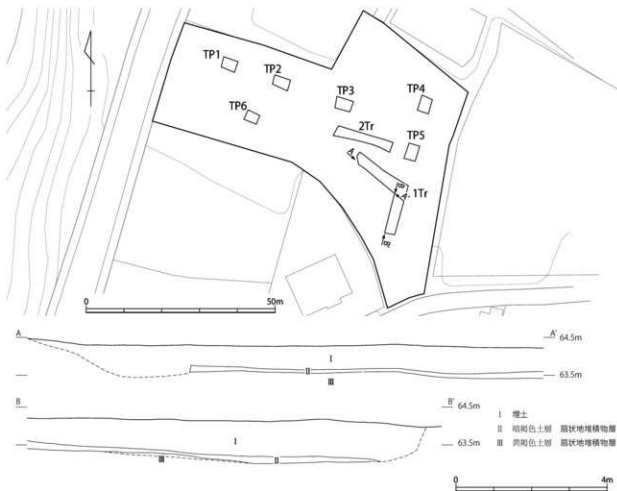 TP1
TP2
TP3
TP4
TP6
2Tr
TP5
A
B'
A'
1Tr
B
0 50m
A A' 64.5m
Ⅰ
Ⅱ
Ⅲ 63.5m
B B' 64.5m
Ⅰ
63.5m
Ⅲ Ⅱ
Ⅰ 埋土
Ⅱ 暗褐色土層 扇状地堆積物層
Ⅲ 黄褐色土層 扇状地堆積物層
0 4m